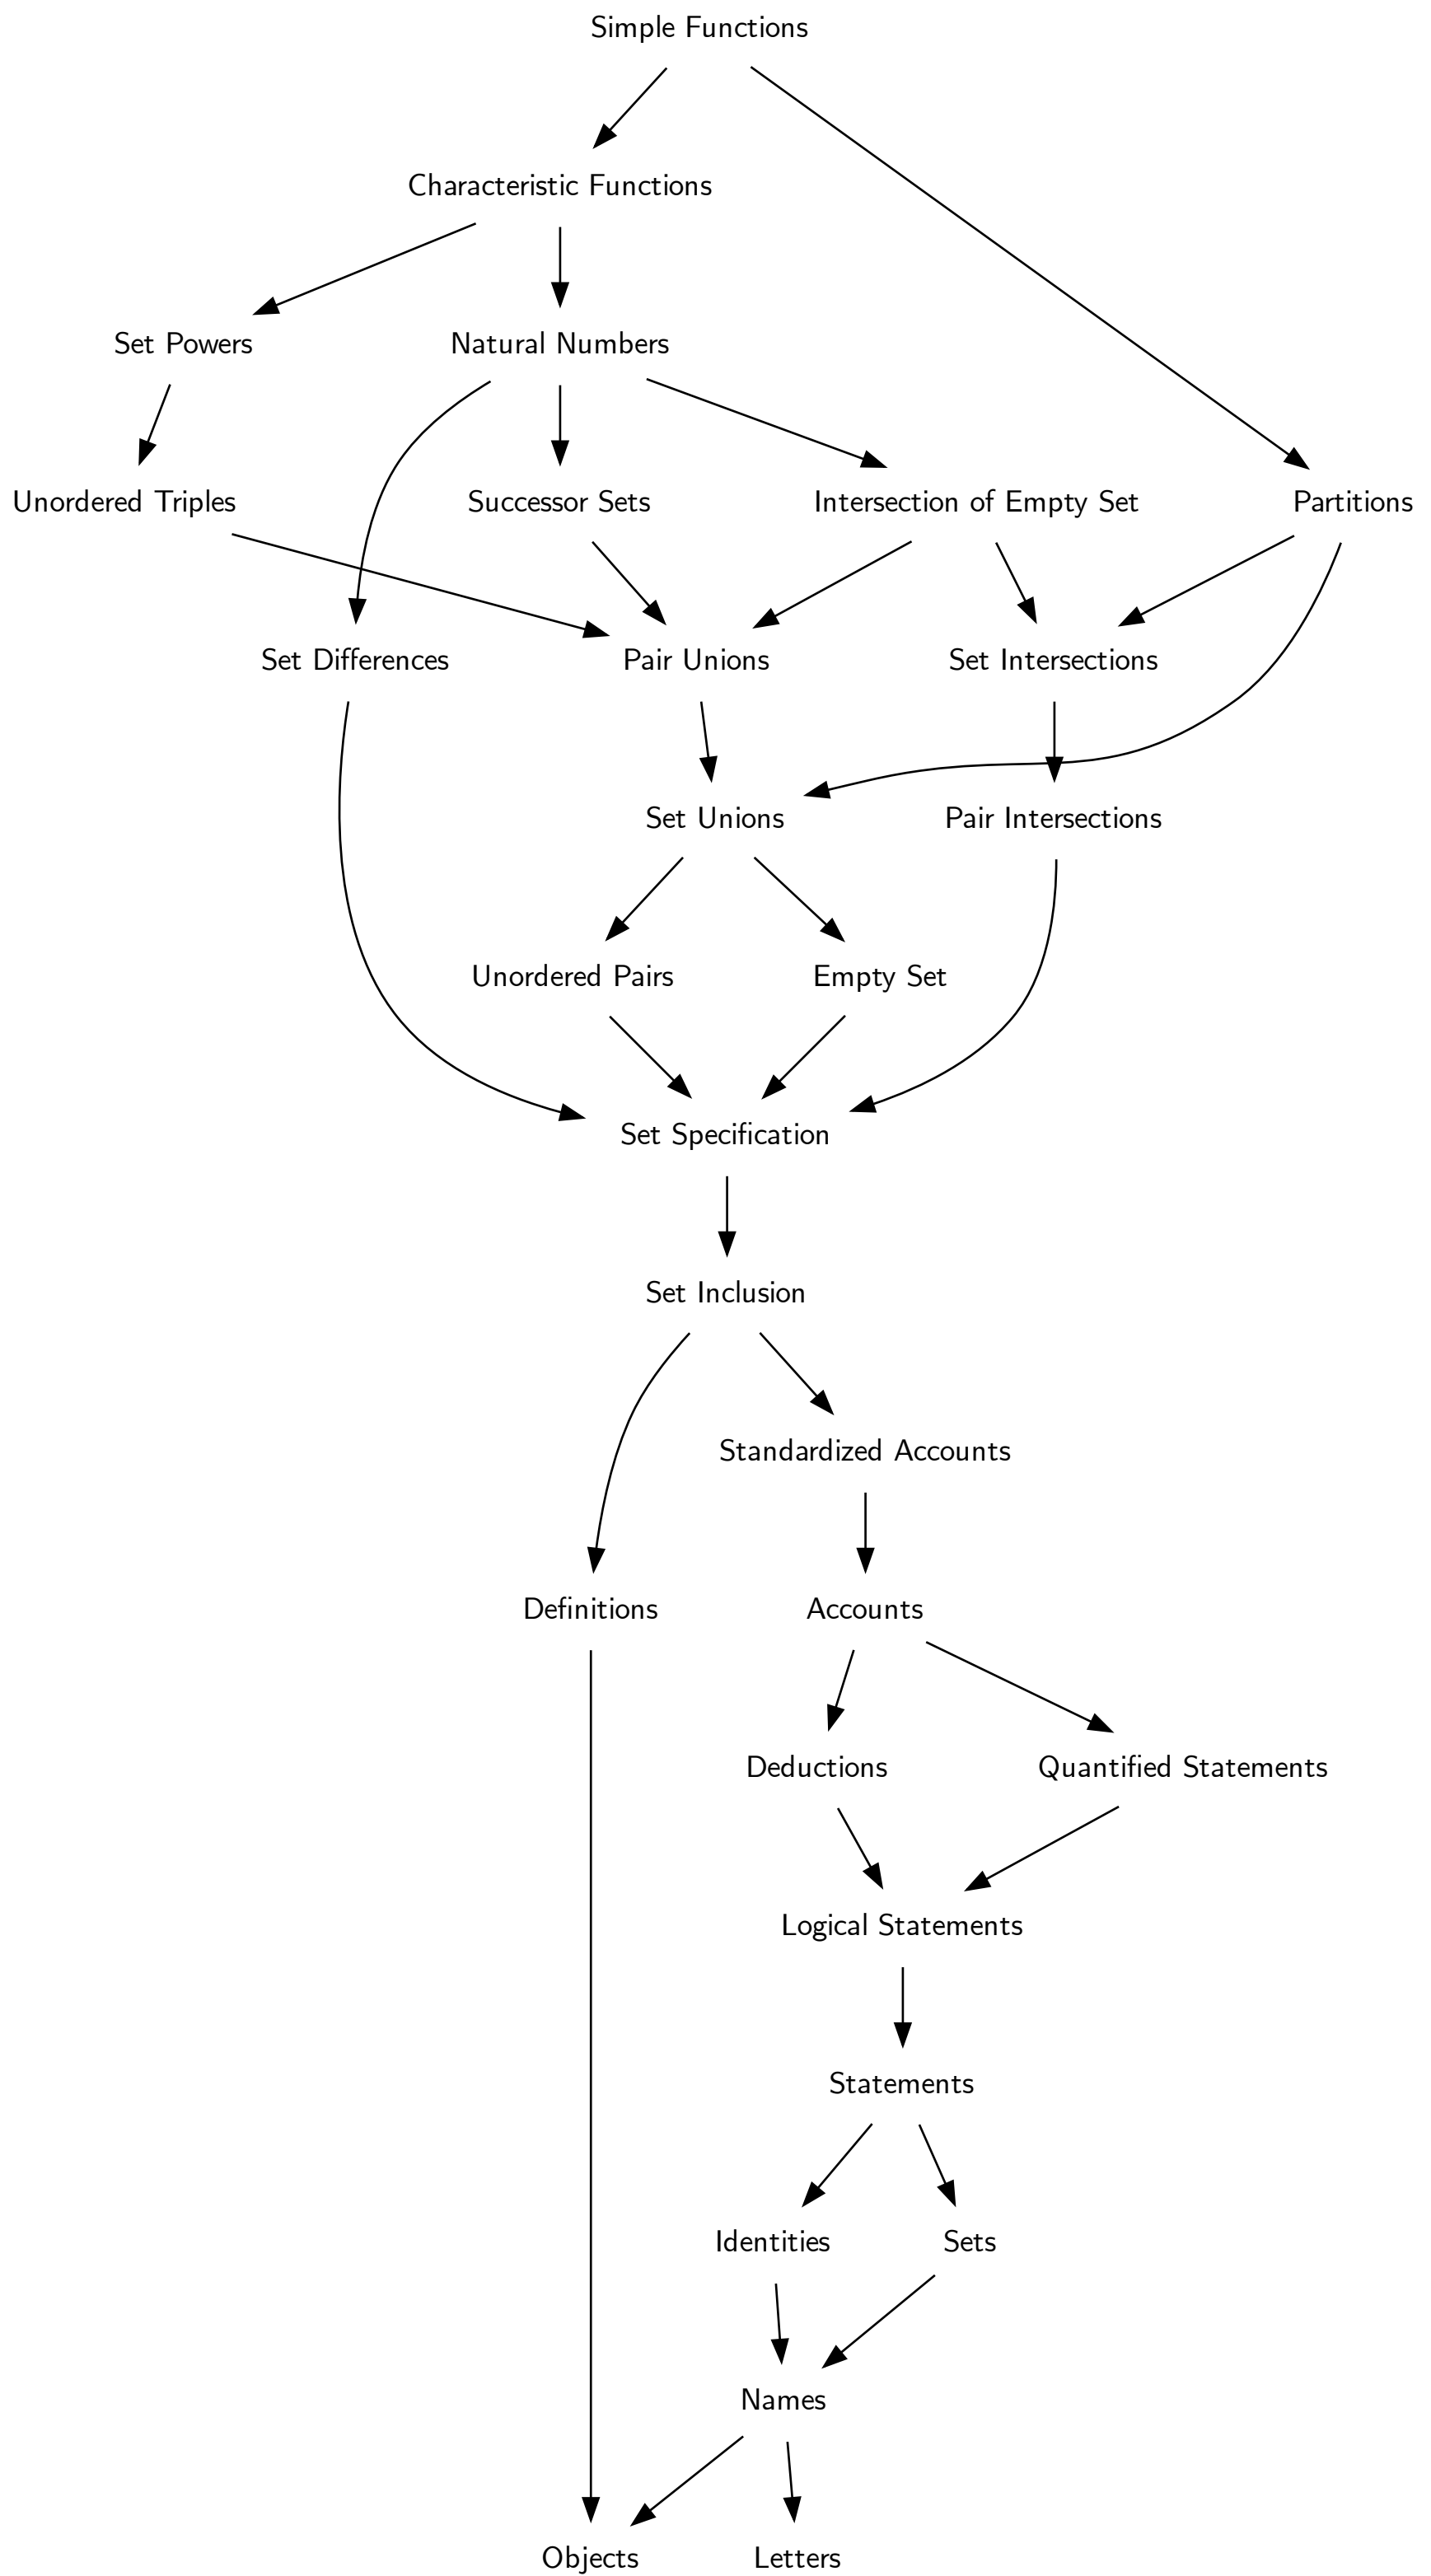 Simple Functions
Characteristic Functions
Set Powers
Natural Numbers
Unordered Triples
Successor Sets
Intersection of Empty Set
Partitions
Set Differences
Pair Unions
Set Intersections
Set Unions
Pair Intersections
Unordered Pairs
Empty Set
Set Specification
Set Inclusion
Standardized Accounts
Definitions
Accounts
Deductions
Quantified Statements
Logical Statements
Statements
Identities
Sets
Names
Objects
Letters